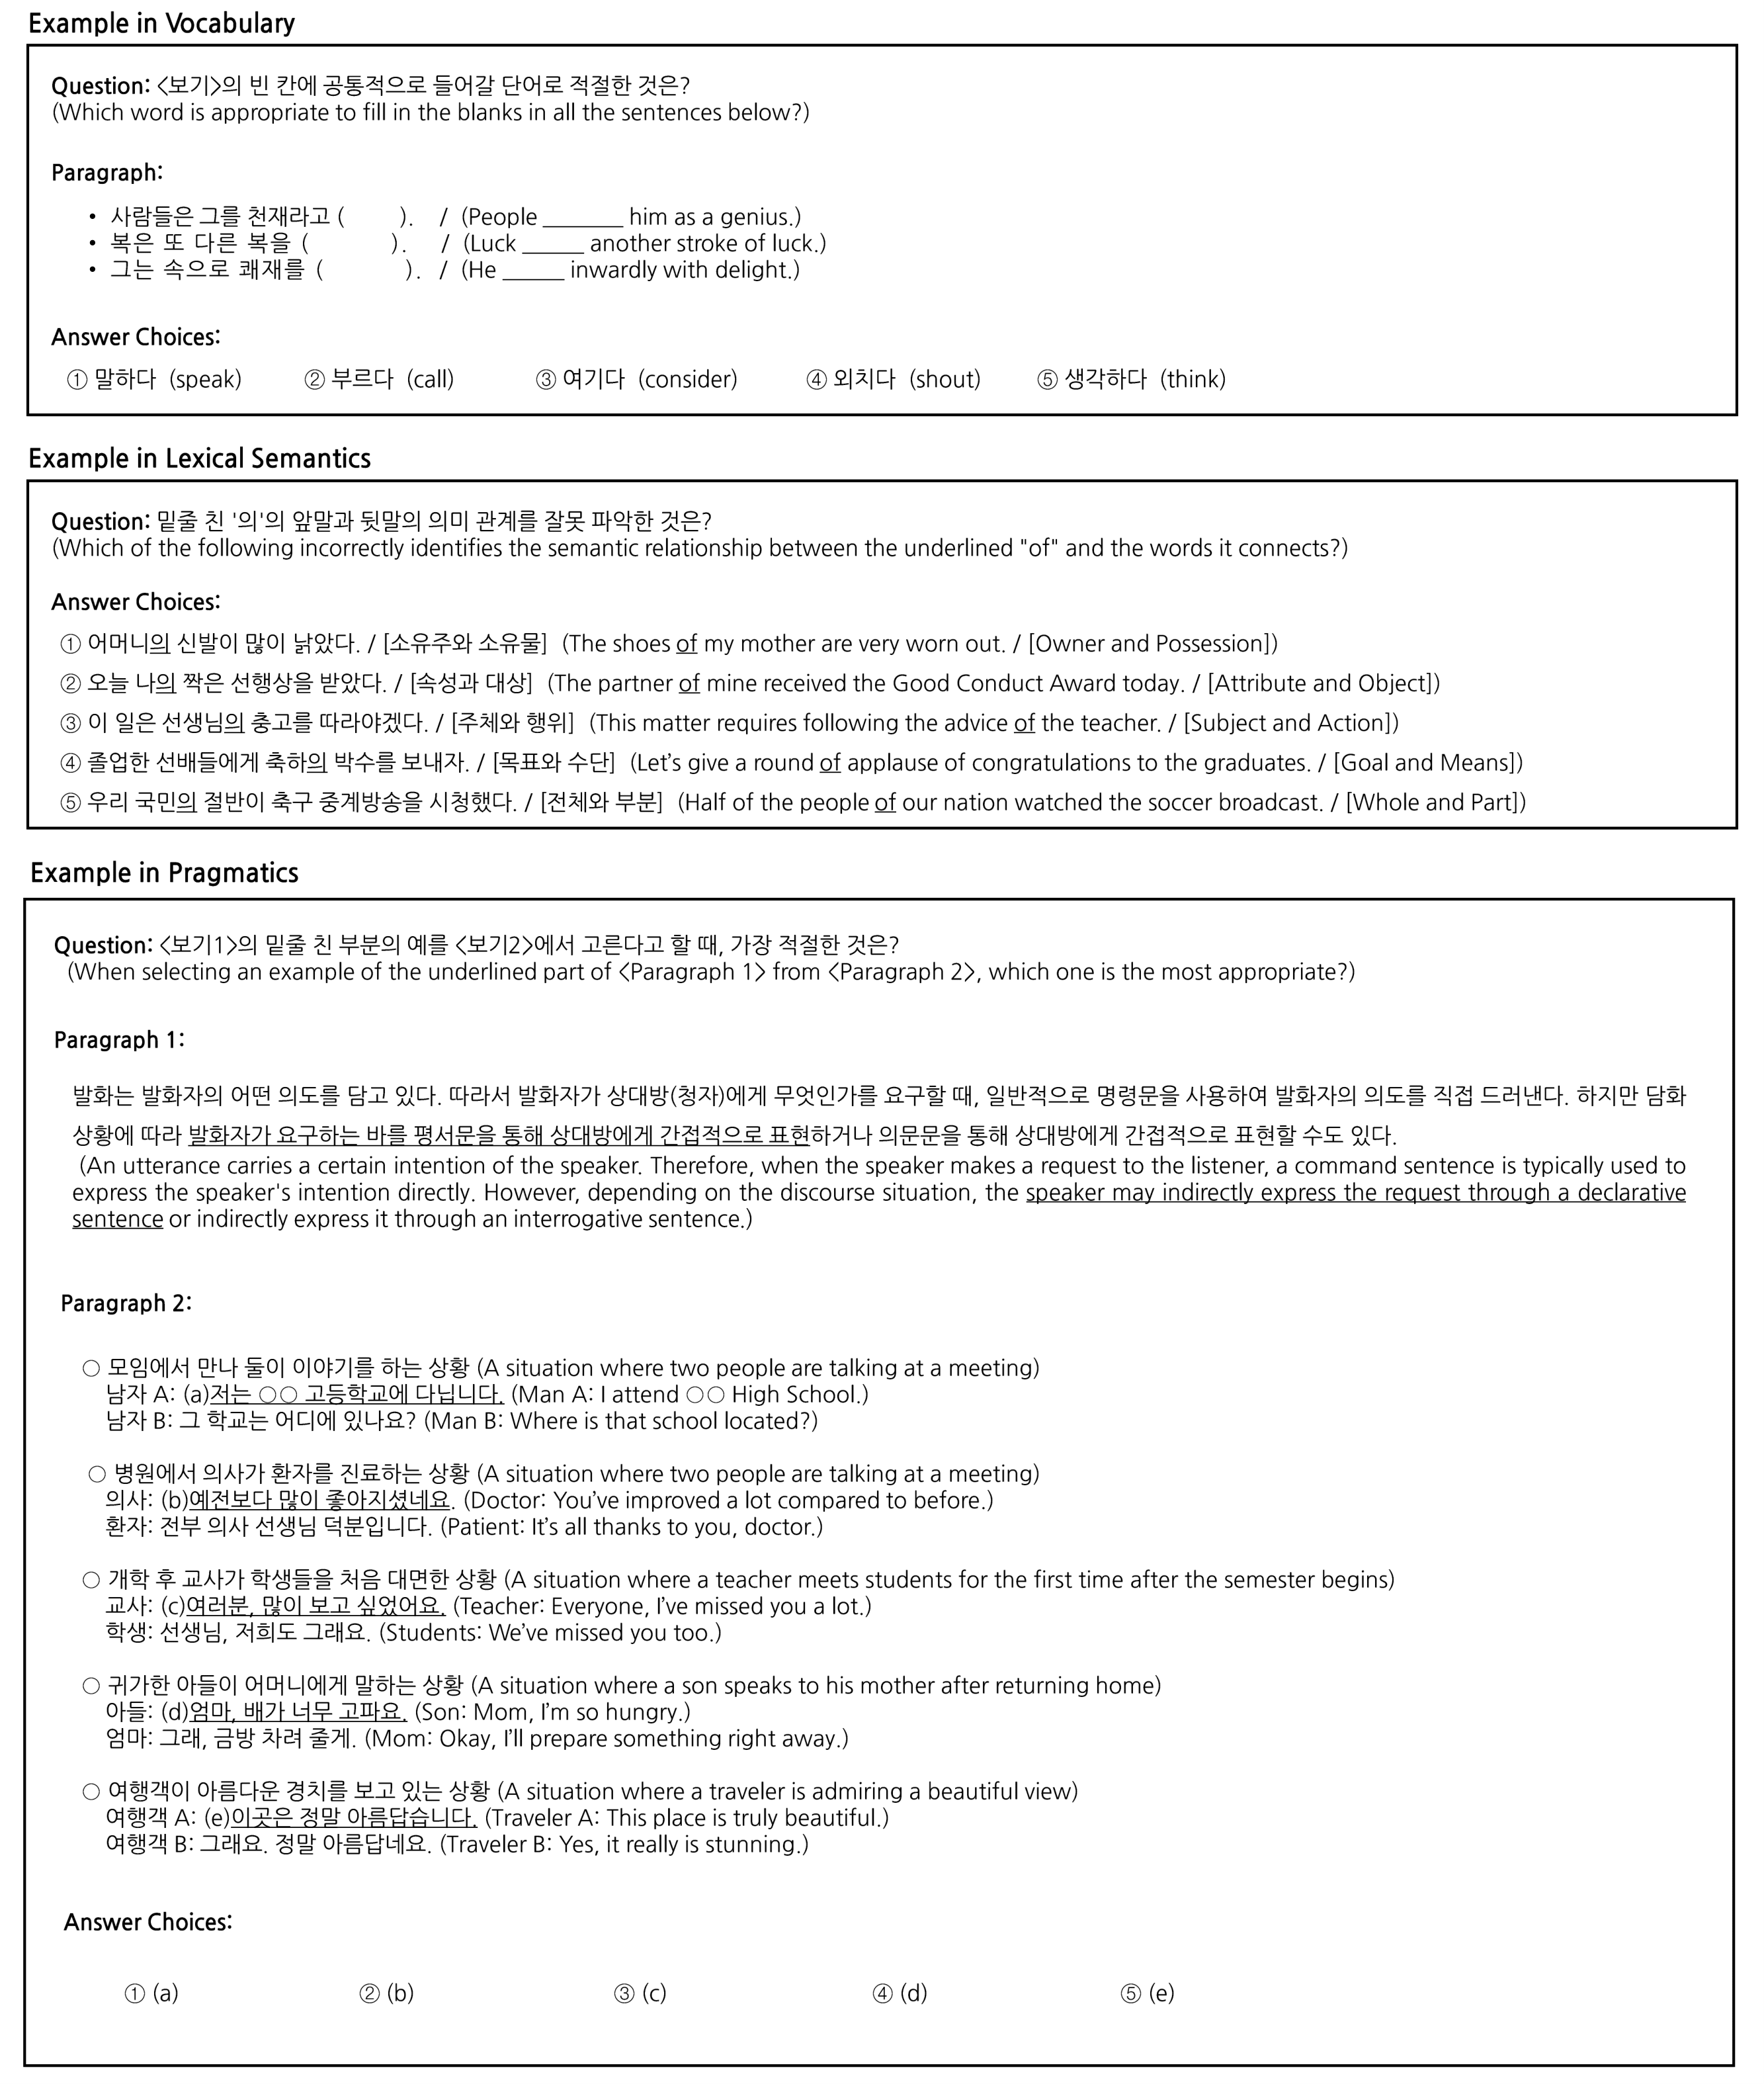 Example in Vocabulary
Question: <보기>의 빈 칸에 공통적으로 들어갈 단어로 적절한 것은?
(Which word is appropriate to fill in the blanks in all the sentences below?)
Paragraph:
• 사람들은 그를 천재라고 ( ). / (People ______ him as a genius.)
• 복은 또 다른 복을 ( ). / (Luck _____ another stroke of luck.)
• 그는 속으로 쾌재를 ( ). / (He _____ inwardly with delight.)
Answer Choices:
① 말하다 (speak) ② 부르다 (call) ③ 여기다 (consider) ④ 외치다 (shout) ⑤ 생각하다 (think)
Example in Lexical Semantics
Question: 밑줄 친 '의'의 앞말과 뒷말의 의미 관계를 잘못 파악한 것은?
(Which of the following incorrectly identifies the semantic relationship between the underlined "of" and the words it connects?)
Answer Choices:
① 어머니의 신발이 많이 낡았다. / [소유주와 소유물] (The shoes of my mother are very worn out. / [Owner and Possession])
② 오늘 나의 짝은 선행상을 받았다. / [속성과 대상] (The partner of mine received the Good Conduct Award today. / [Attribute and Object])
③ 이 일은 선생님의 충고를 따라야겠다. / [주체와 행위] (This matter requires following the advice of the teacher. / [Subject and Action])
④ 졸업한 선배들에게 축하의 박수를 보내자. / [목표와 수단] (Let's give a round of applause of congratulations to the graduates. / [Goal and Means])
⑤ 우리 국민의 절반이 축구 중계방송을 시청했다. / [전체와 부분] (Half of the people of our nation watched the soccer broadcast. / [Whole and Part])
Example in Pragmatics
Question: <보기1>의 밑줄 친 부분의 예를 <보기2>에서 고른다고 할 때, 가장 적절한 것은?
(When selecting an example of the underlined part of <Paragraph 1> from <Paragraph 2>, which one is the most appropriate?)
Paragraph 1:
발화는 발화자의 어떤 의도를 담고 있다. 따라서 발화자가 상대방(청자)에게 무엇인가를 요구할 때, 일반적으로 명령문을 사용하여 발화자의 의도를 직접 드러낸다. 하지만 담화
상황에 따라 발화자가 요구하는 바를 평서문을 통해 상대방에게 간접적으로 표현하거나 의문문을 통해 상대방에게 간접적으로 표현할 수도 있다.
(An utterance carries a certain intention of the speaker. Therefore, when the speaker makes a request to the listener, a command sentence is typically used to
express the speaker's intention directly. However, depending on the discourse situation, the speaker may indirectly express the request through a declarative
sentence or indirectly express it through an interrogative sentence.)
Paragraph 2:
○ 모임에서 만나 둘이 이야기를 하는 상황 (A situation where two people are talking at a meeting)
남자 A: (a)저는 ○○ 고등학교에 다닙니다. (Man A: I attend ○○ High School.)
남자 B: 그 학교는 어디에 있나요? (Man B: Where is that school located?)
○ 병원에서 의사가 환자를 진료하는 상황 (A situation where two people are talking at a meeting)
의사: (b)예전보다 많이 좋아지셨네요. (Doctor: You've improved a lot compared to before.)
환자: 전부 의사 선생님 덕분입니다. (Patient: It's all thanks to you, doctor.)
○ 개학 후 교사가 학생들을 처음 대면한 상황 (A situation where a teacher meets students for the first time after the semester begins)
교사: (c)여러분, 많이 보고 싶었어요. (Teacher: Everyone, I've missed you a lot.)
학생: 선생님, 저희도 그래요. (Students: We've missed you too.)
○ 귀가한 아들이 어머니에게 말하는 상황 (A situation where a son speaks to his mother after returning home)
아들: (d)엄마, 배가 너무 고파요. (Son: Mom, I'm so hungry.)
엄마: 그래, 금방 차려 줄게. (Mom: Okay, I'll prepare something right away.)
○ 여행객이 아름다운 경치를 보고 있는 상황 (A situation where a traveler is admiring a beautiful view)
여행객 A: (e)이곳은 정말 아름답습니다. (Traveler A: This place is truly beautiful.)
여행객 B: 그래요. 정말 아름답네요. (Traveler B: Yes, it really is stunning.)
Answer Choices:
① (a) ② (b) ③ (c) ④ (d) ⑤ (e)